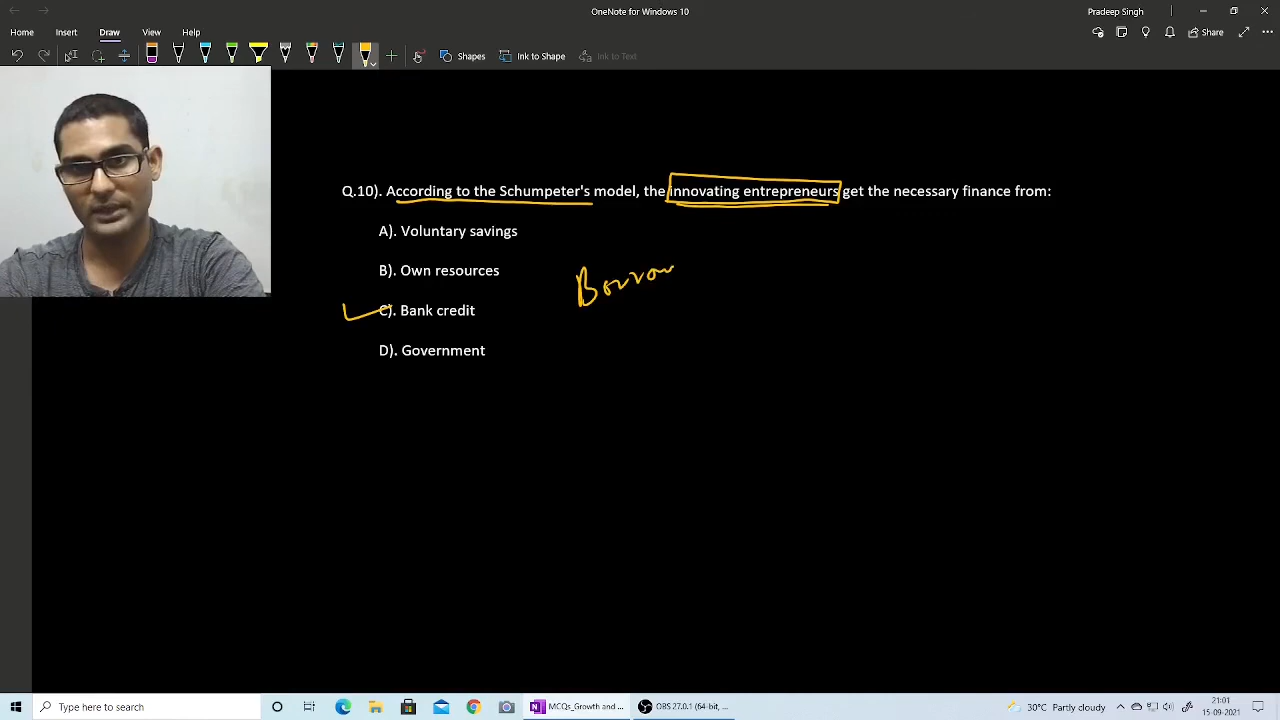 OneNote for Windows 10
Pradeep Singh
Home Insert Draw View Help
Share
Shapes Ink to Shape Ink to Text
Q.10). According to the Schumpeter's model, the innovating entrepreneurs get the necessary finance from:
A). Voluntary savings
B). Own resources
Borrow
C). Bank credit
D). Government
Type here to search
MCQs_Growth and ...
OBS 27.0.1 (64-bit, ...
30°C Partly cloudy
21:01
15-09-2021